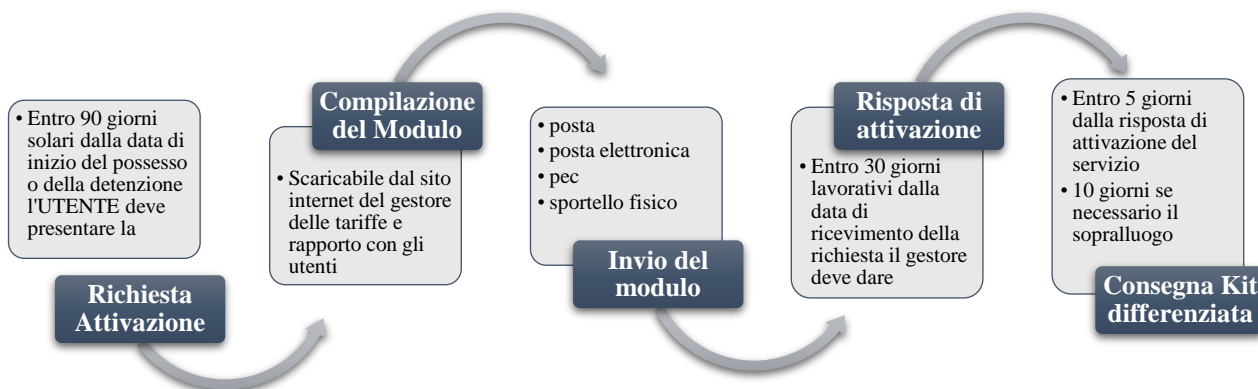 • Entro 90 giorni
solari dalla data di
inizio del possesso
o della detenzione
l'UTENTE deve
presentare la
Richiesta
Attivazione
Compilazione
del Modulo
• Scaricabile dal sito
internet del gestore
delle tariffe e
rapporto con gli
utenti
• posta
• posta elettronica
• pec
• sportello fisico
Invio del
modulo
Risposta di
attivazione
• Entro 30 giorni
lavorativi dalla
data di
ricevimento della
richiesta il gestore
deve dare
• Entro 5 giorni
dalla risposta di
attivazione del
servizio
• 10 giorni se
necessario il
sopralluogo
Consegna Kit
differenziata